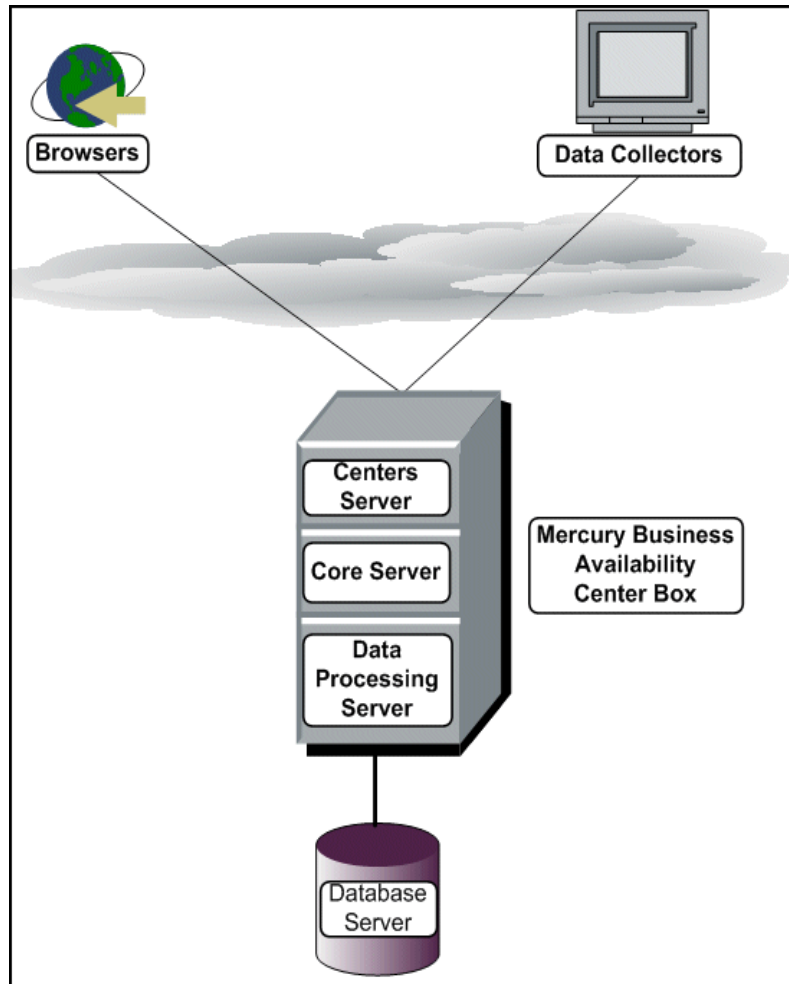 Browsers
Data Collectors
Centers
Server
Core Server
Data
Processing
Server
Mercury Business
Availability
Center Box
Database
Server